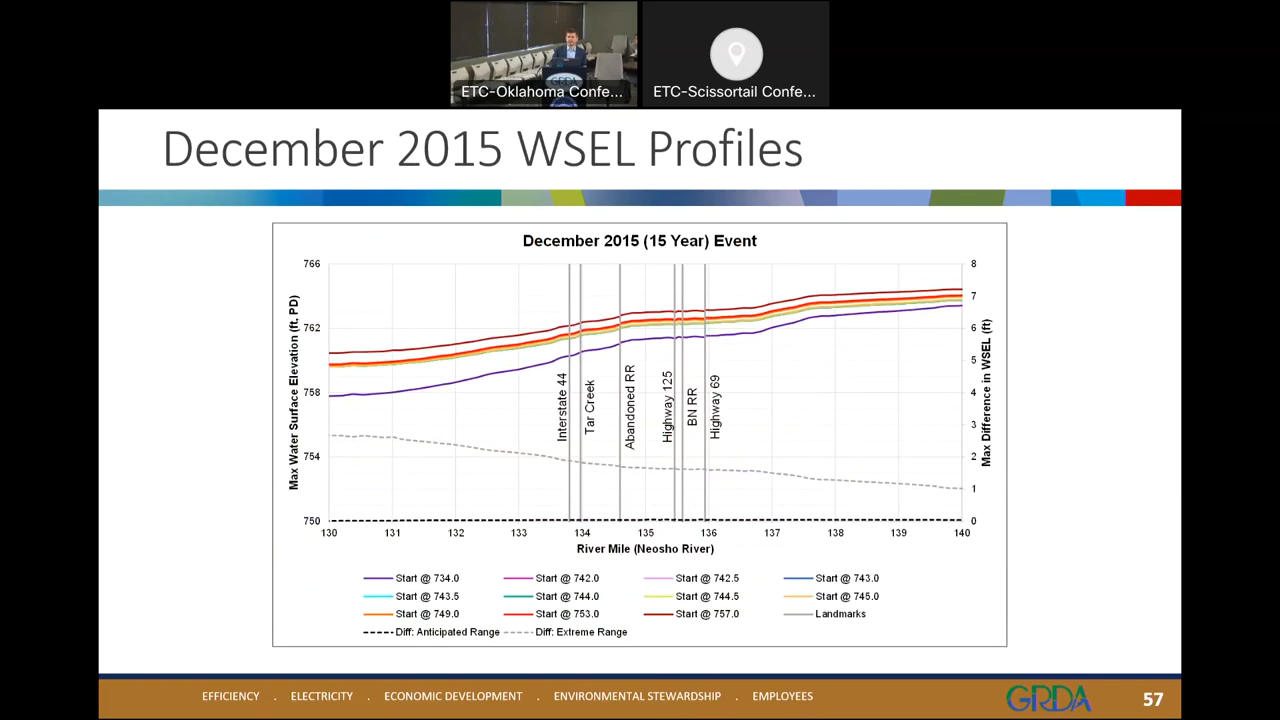 GRDA
ETC-Oklahoma Confe...
ETC-Scissortail Confe...
December 2015 WSEL Profiles
December 2015 (15 Year) Event
Max Water Surface Elevation (ft, PD)
766
762
758
754
750
8
7
6
5
4
3
2
1
0
Max Difference in WSEL (ft)
Interstate 44
Tar Creek
Abandoned RR
Highway 125
BN RR
Highway 69
130 131 132 133 134 135 136 137 138 139 140
River Mile (Neosho River)
Start @ 734.0 Start @ 742.0 Start @ 742.5 Start @ 743.0
Start @ 743.5 Start @ 744.0 Start @ 744.5 Start @ 745.0
Start @ 749.0 Start @ 753.0 Start @ 757.0 Landmarks
Diff: Anticipated Range Diff: Extreme Range
EFFICIENCY . ELECTRICITY . ECONOMIC DEVELOPMENT . ENVIRONMENTAL STEWARDSHIP . EMPLOYEES GRDA 57